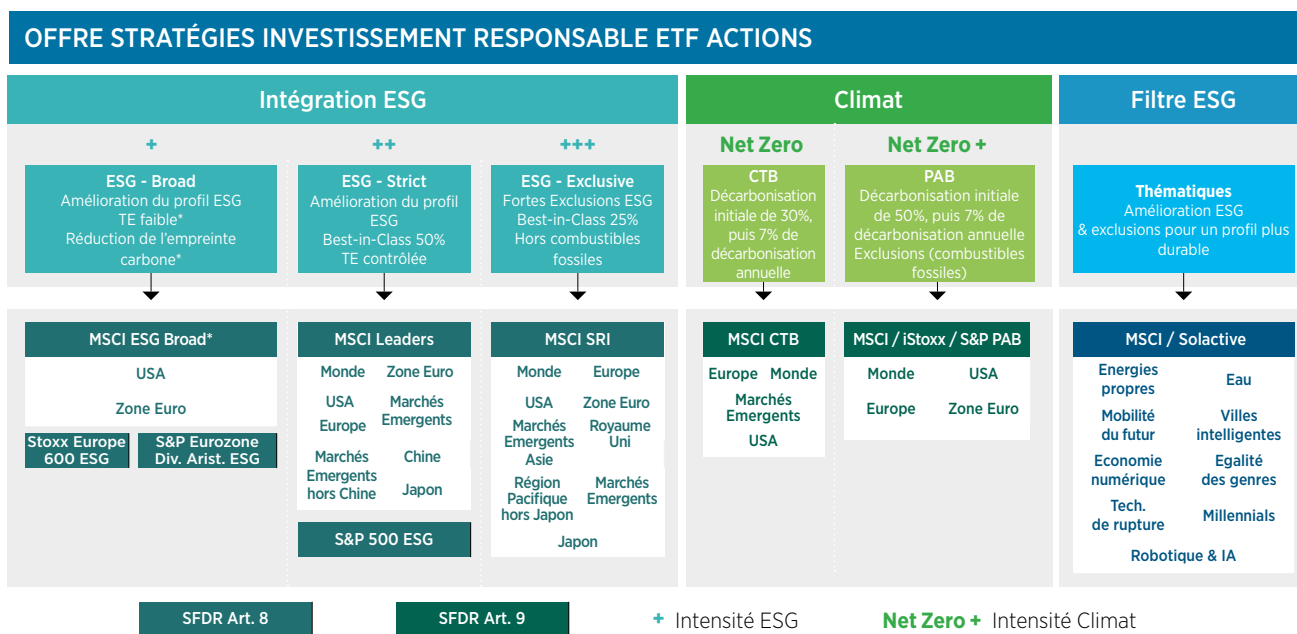 OFFRE STRATÉGIES INVESTISSEMENT RESPONSABLE ETF ACTIONS
Intégration ESG
+
ESG - Broad
Amélioration du profil ESG
TE faible*
Réduction de l'empreinte
carbone*
++
ESG - Strict
Amélioration du profil
ESG
Best-in-Class 50%
TE contrôlée
+++
ESG - Exclusive
Fortes Exclusions ESG
Best-in-Class 25%
Hors combustibles
fossiles
MSCI ESG Broad*
USA
Zone Euro
Stoxx Europe
600 ESG
S&P Eurozone
Div. Arist. ESG
MSCI Leaders
Monde
Zone Euro
USA
Marchés
Emergents
Europe
Marchés
Emergents
hors Chine
Chine
Japon
S&P 500 ESG
MSCI SRI
Monde
Europe
USA
Zone Euro
Marchés
Emergents
Asie
Royaume
Uni
Région
Pacifique
hors Japon
Marchés
Emergents
Japon
Climat
Net Zero
CTB
Décarbonisation
initiale de 30%,
puis 7% de
décarbonisation
annuelle
Net Zero +
PAB
Décarbonisation initiale
de 50%, puis 7% de
décarbonisation annuelle
Exclusions (combustibles
fossiles)
MSCI CTB
Europe
Monde
Marchés
Emergents
USA
MSCI / iStoxx / S&P PAB
Monde
USA
Europe
Zone Euro
Filtre ESG
Thématiques
Amélioration ESG
& exclusions pour un profil plus
durable
MSCI / Solactive
Energies
propres
Eau
Mobilité
du futur
Villes
intelligentes
Economie
numérique
Egalité
des genres
Tech.
de rupture
Millennials
Robotique & IA
SFDR Art. 8
SFDR Art. 9
+ Intensité ESG
Net Zero + Intensité Climat